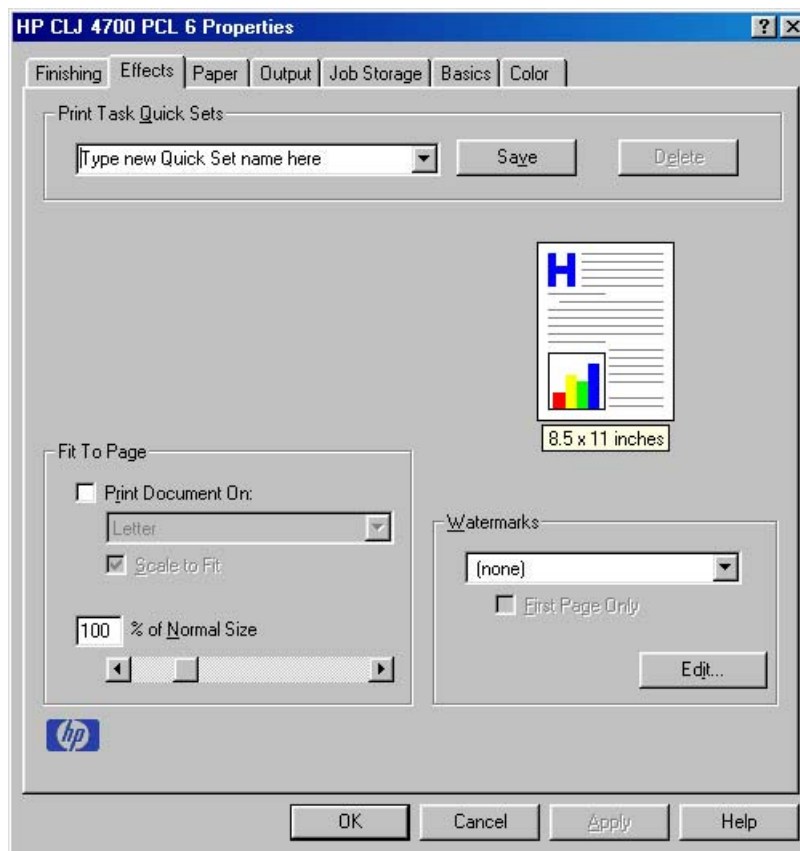 HP CLJ 4700 PCL 6 Properties
Finishing Effects Paper Output Job Storage Basics Color
Print Task Quick Sets
Type new Quick Set name here Save Delete
H
8.5 x 11 inches
Fit To Page
Print Document On:
Letter
Scale to Fit
100 % of Normal Size
Watermarks
(none)
First Page Only
Edit...
hp
OK Cancel Apply Help